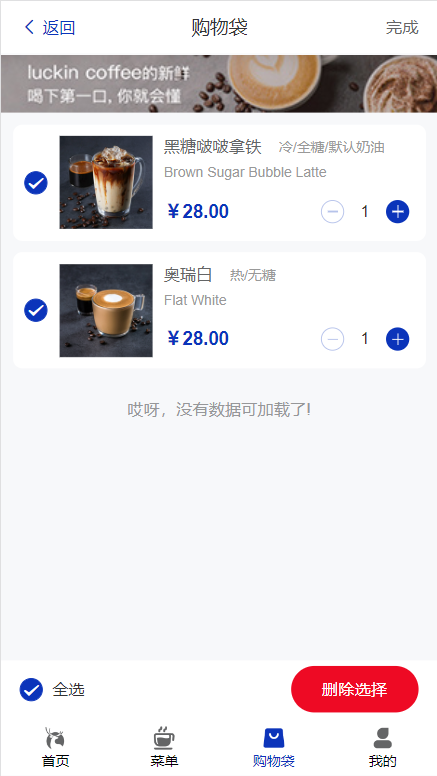 返回
购物袋
完成
luckin coffee的新鲜
喝下第一口, 你就会懂
黑糖啵啵拿铁 冷/全糖/默认奶油
Brown Sugar Bubble Latte
¥28.00 1
奥瑞白 热/无糖
Flat White
¥28.00 1
哎呀，没有数据可加载了!
全选
删除选择
首页 菜单 购物袋 我的